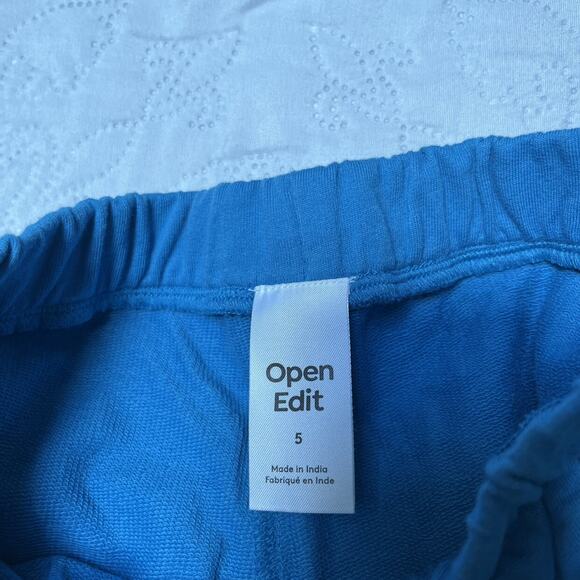 Open
Edit
5
Made in India
Fabriqué en Inde